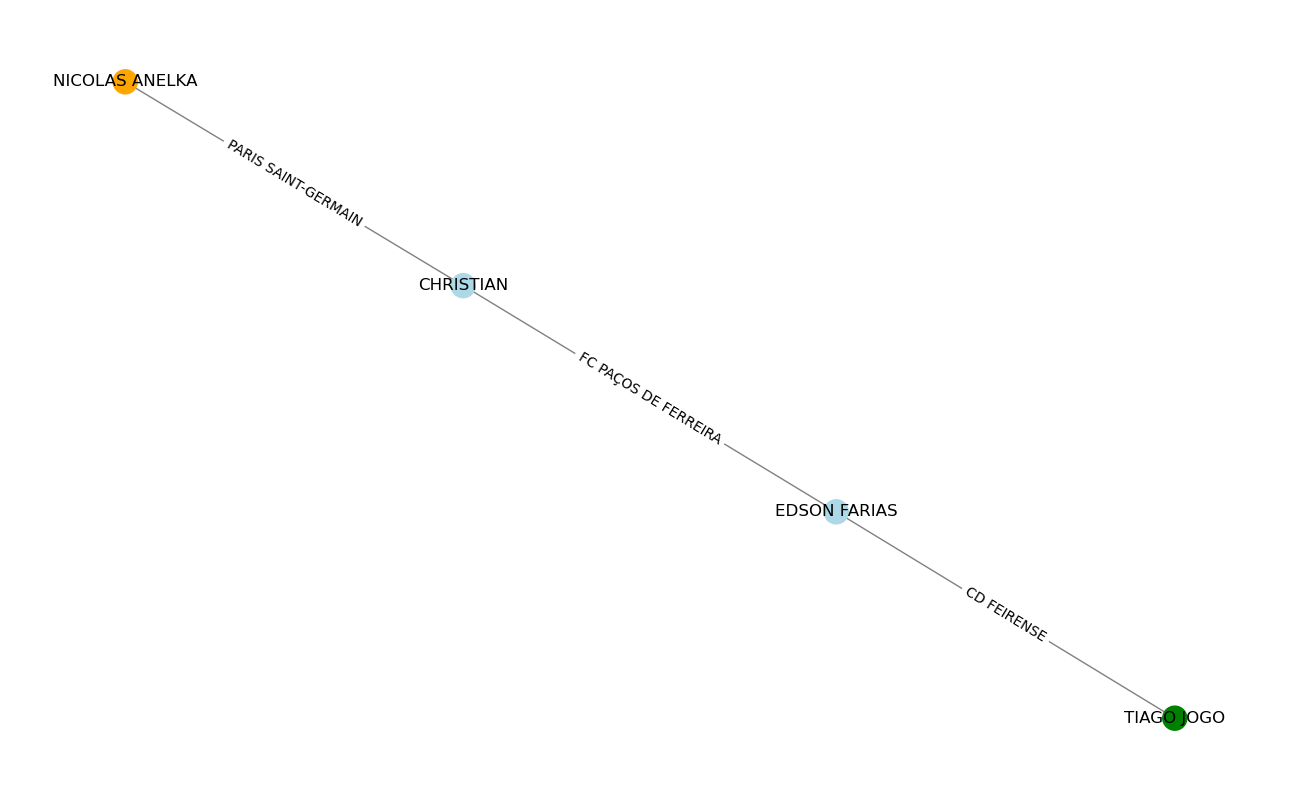 NICOLAS ANELKA
PARIS SAINT-GERMAIN
CHRISTIAN
FC PAÇOS DE FERREIRA
EDSON FARIAS
CD FEIRENSE
TIAGO JOGO